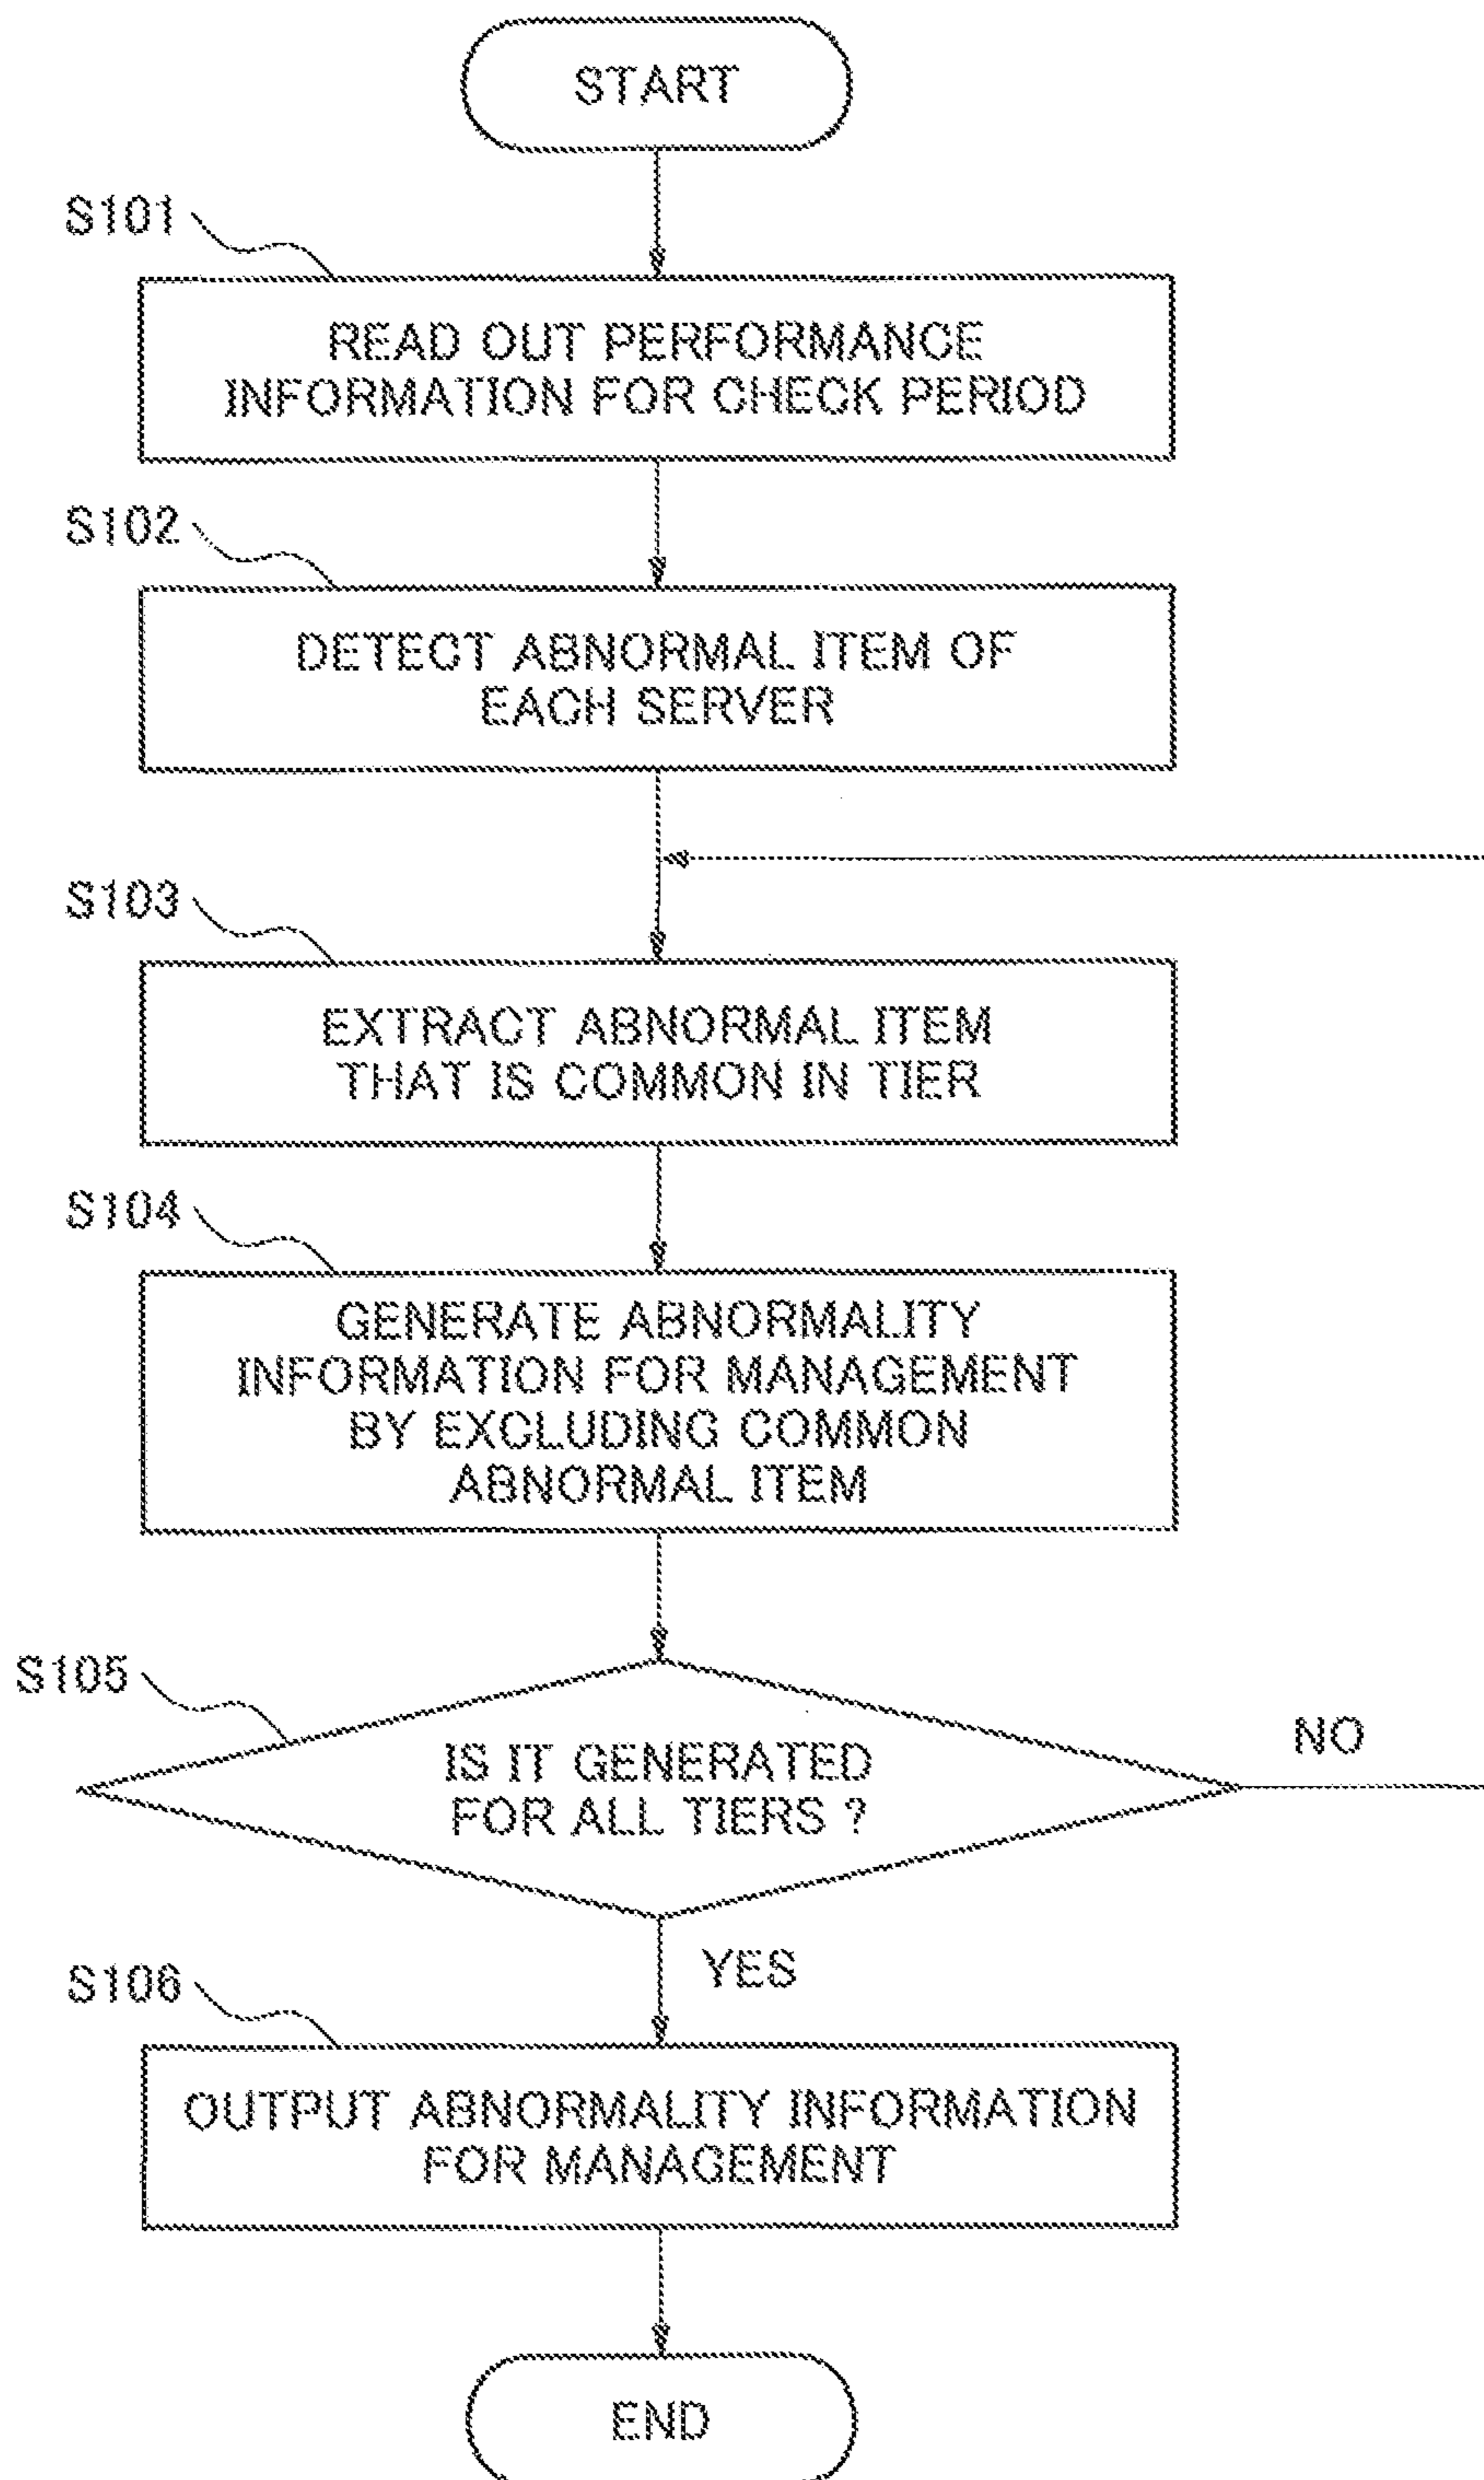 START
S101
READ OUT PERFORMANCE
INFORMATION FOR CHECK PERIOD
S102
DETECT ABNORMAL ITEM OF
EACH SERVER
S103
EXTRACT ABNORMAL ITEM
THAT IS COMMON IN TIER
S104
GENERATE ABNORMALITY
INFORMATION FOR MANAGEMENT
BY EXCLUDING COMMON
ABNORMAL ITEM
S105
IS IT GENERATED
FOR ALL TIERS ?
NO
YES
S106
OUTPUT ABNORMALITY INFORMATION
FOR MANAGEMENT
END